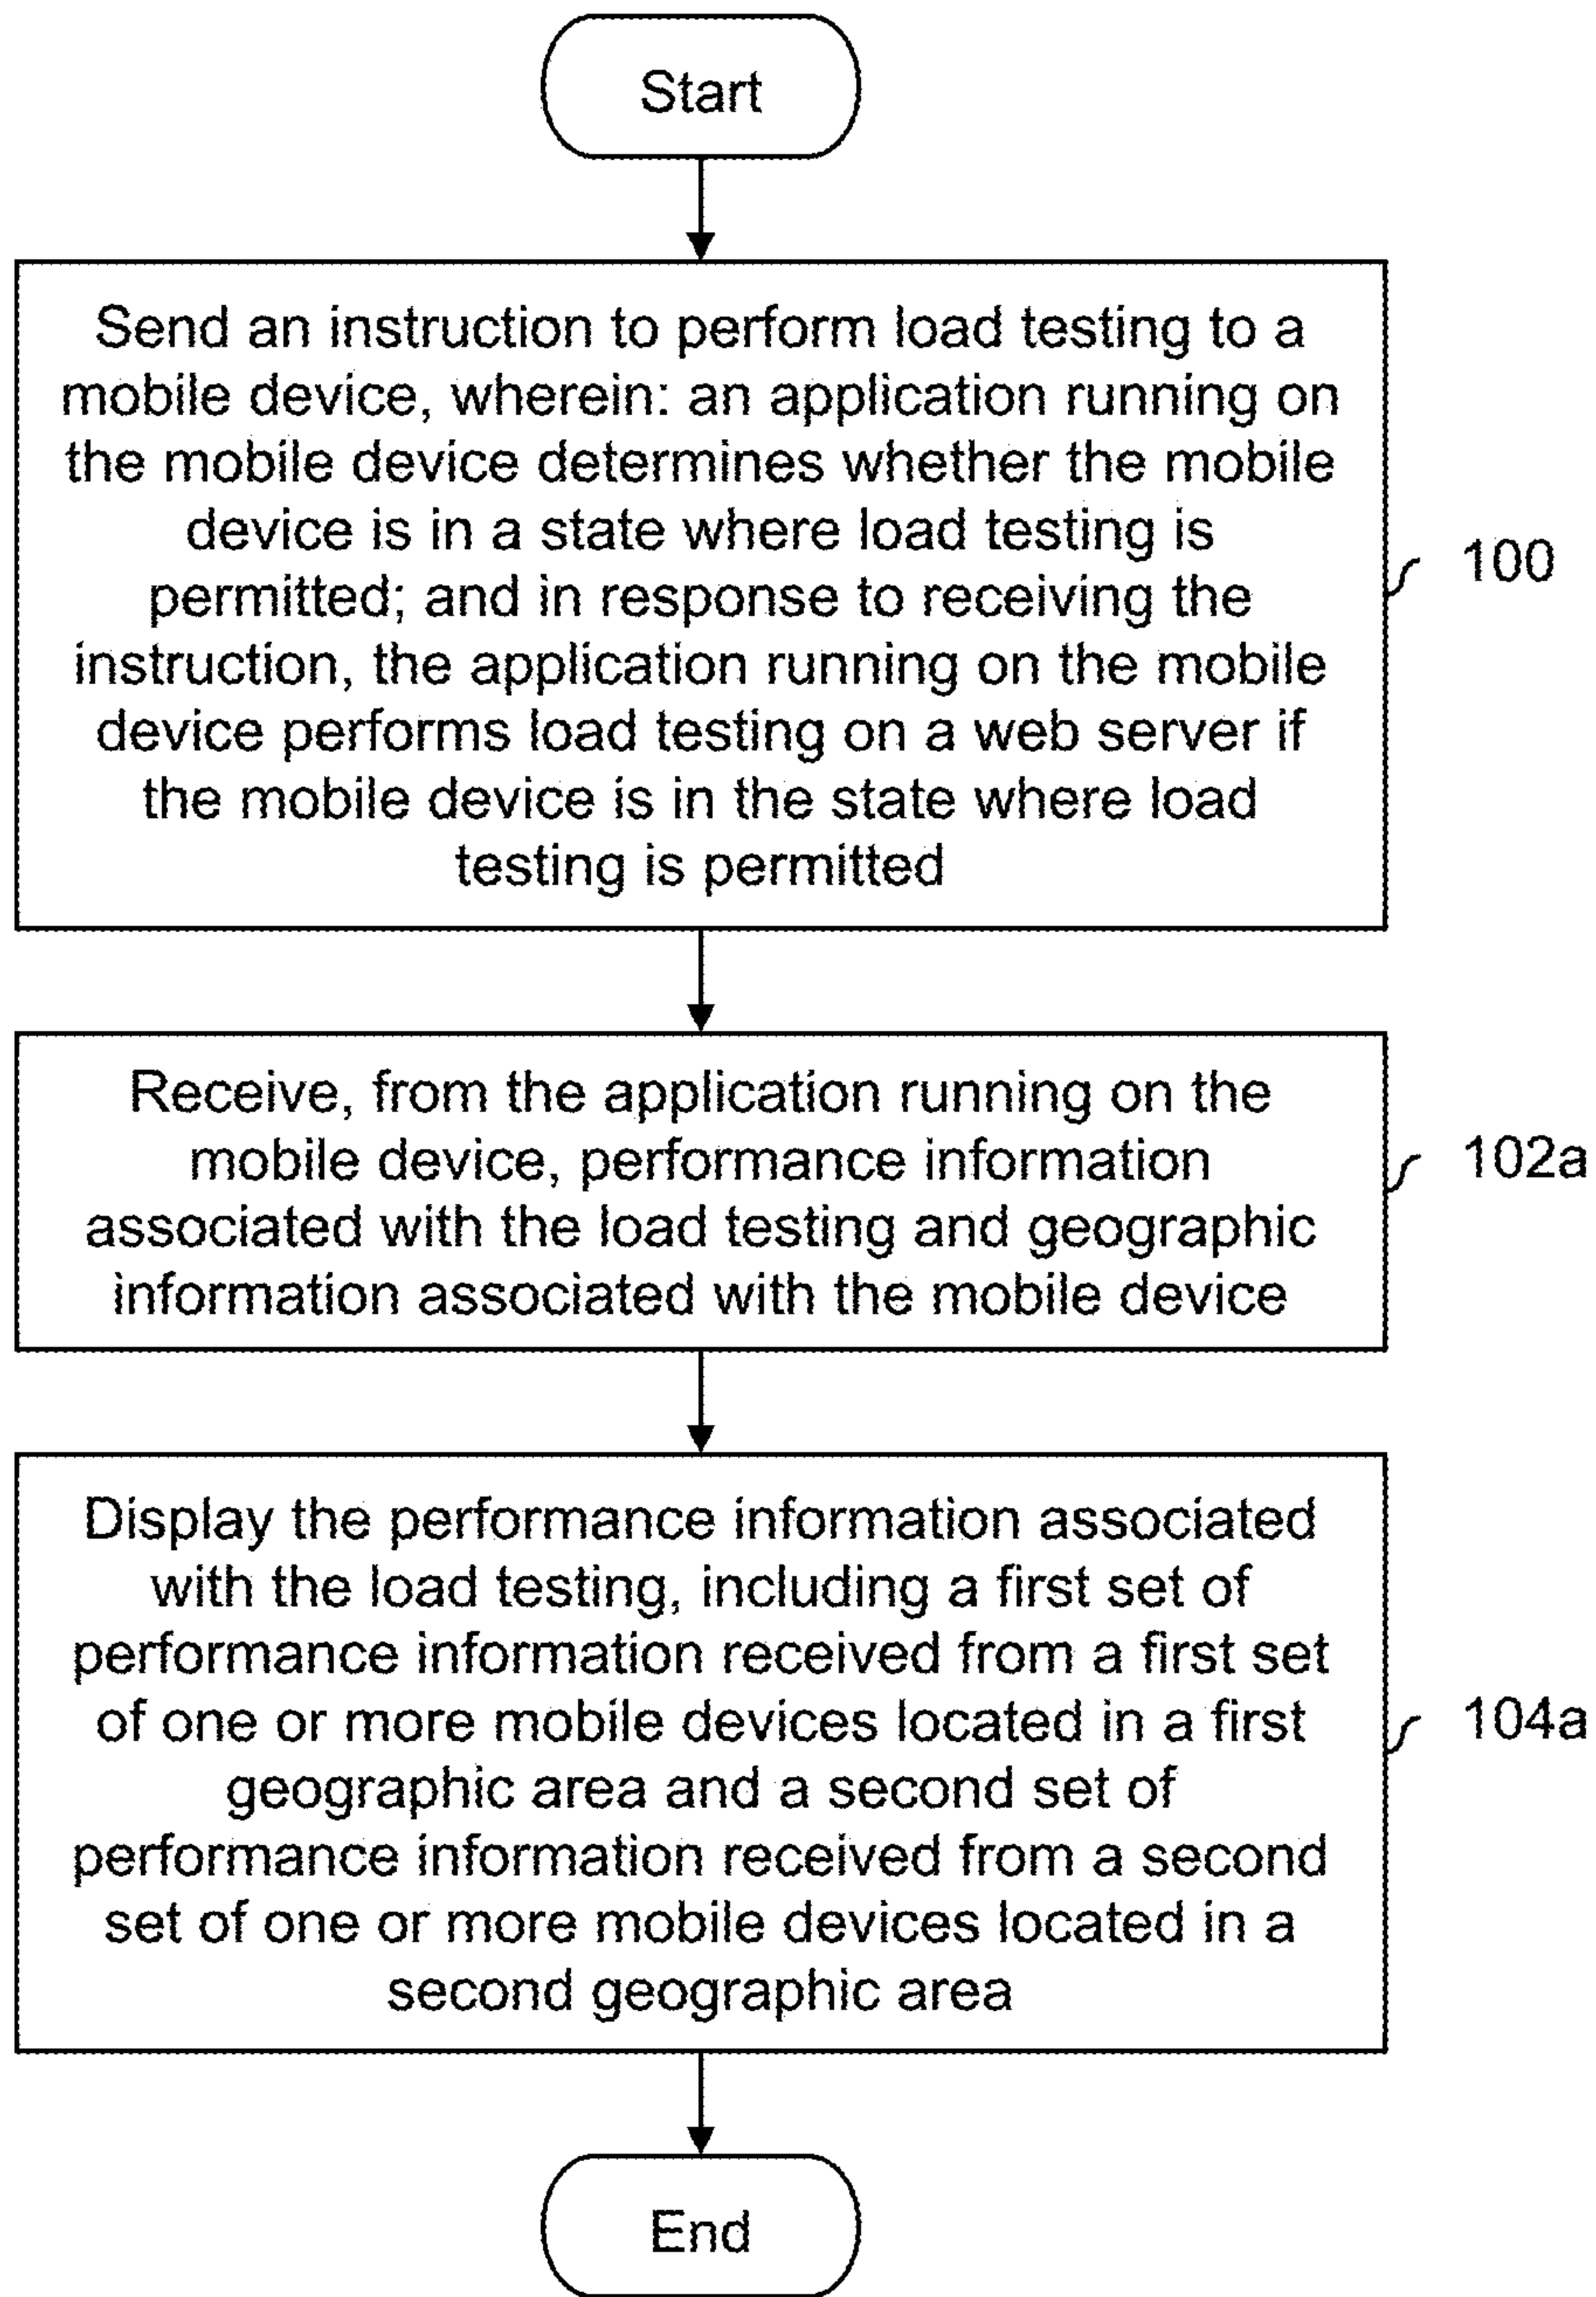 Start
Send an instruction to perform load testing to a
mobile device, wherein: an application running on
the mobile device determines whether the mobile
device is in a state where load testing is
permitted; and in response to receiving the
instruction, the application running on the mobile
device performs load testing on a web server if
the mobile device is in the state where load
testing is permitted
100
Receive, from the application running on the
mobile device, performance information
associated with the load testing and geographic
information associated with the mobile device
102a
Display the performance information associated
with the load testing, including a first set of
performance information received from a first set
of one or more mobile devices located in a first
geographic area and a second set of
performance information received from a second
set of one or more mobile devices located in a
second geographic area
104a
End